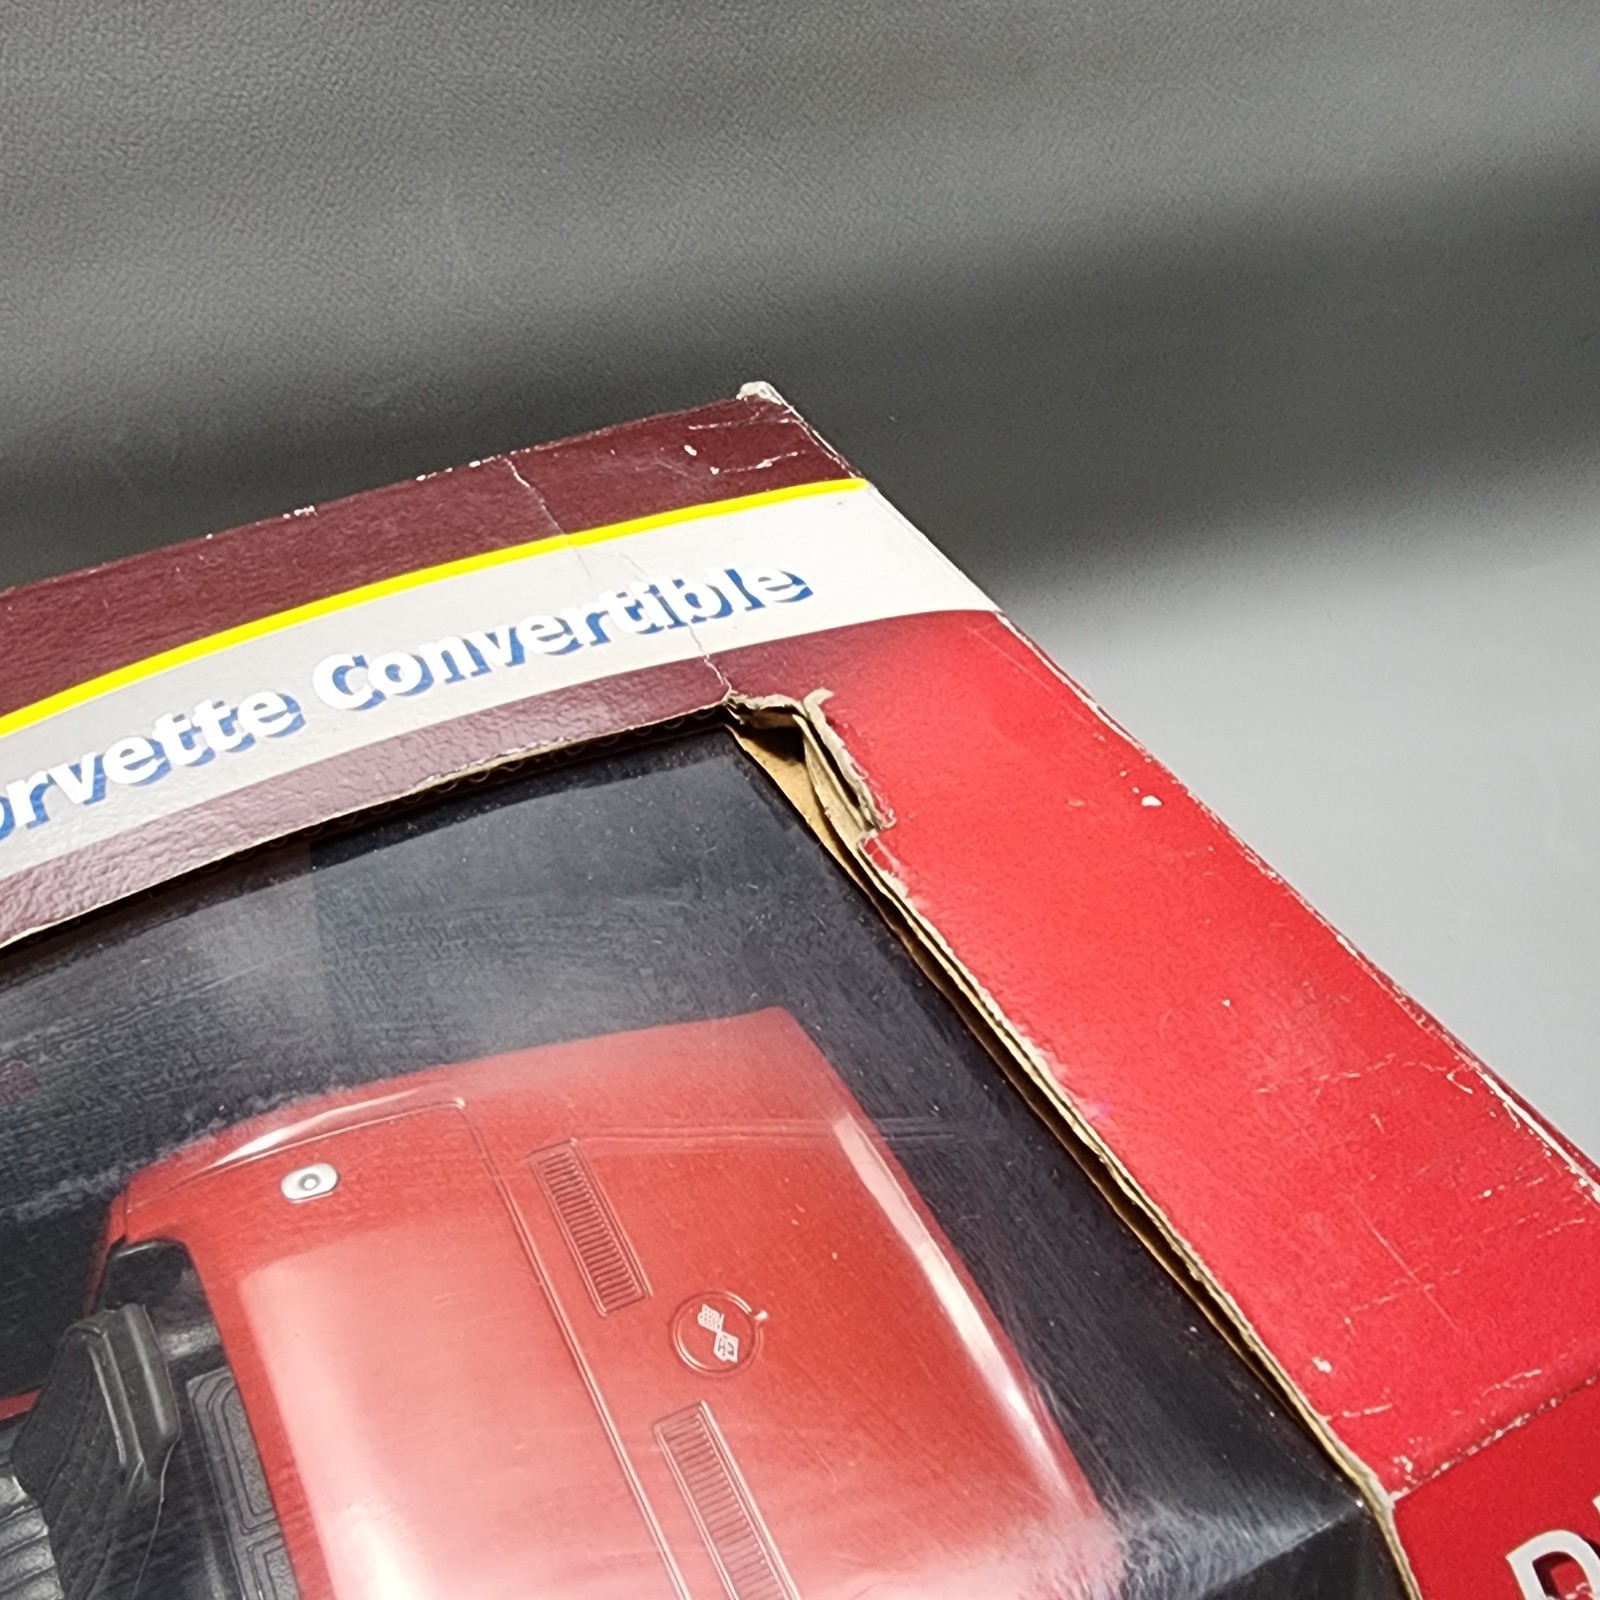 orvette Convertible
D